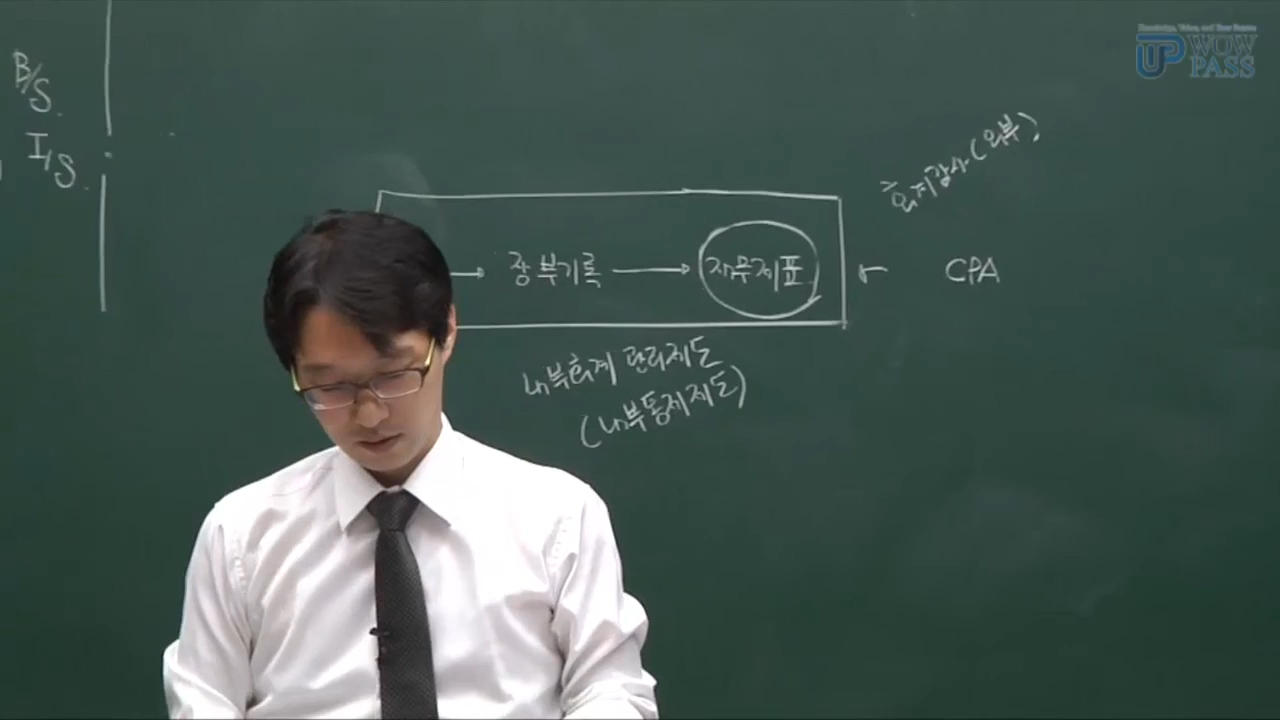 B/S.
I/S.
회계감사(외부)
→ 장부기록 → 재무제표 ← CPA
내부회계 관리제도
(내부통제제도)
UP WOW
PASS